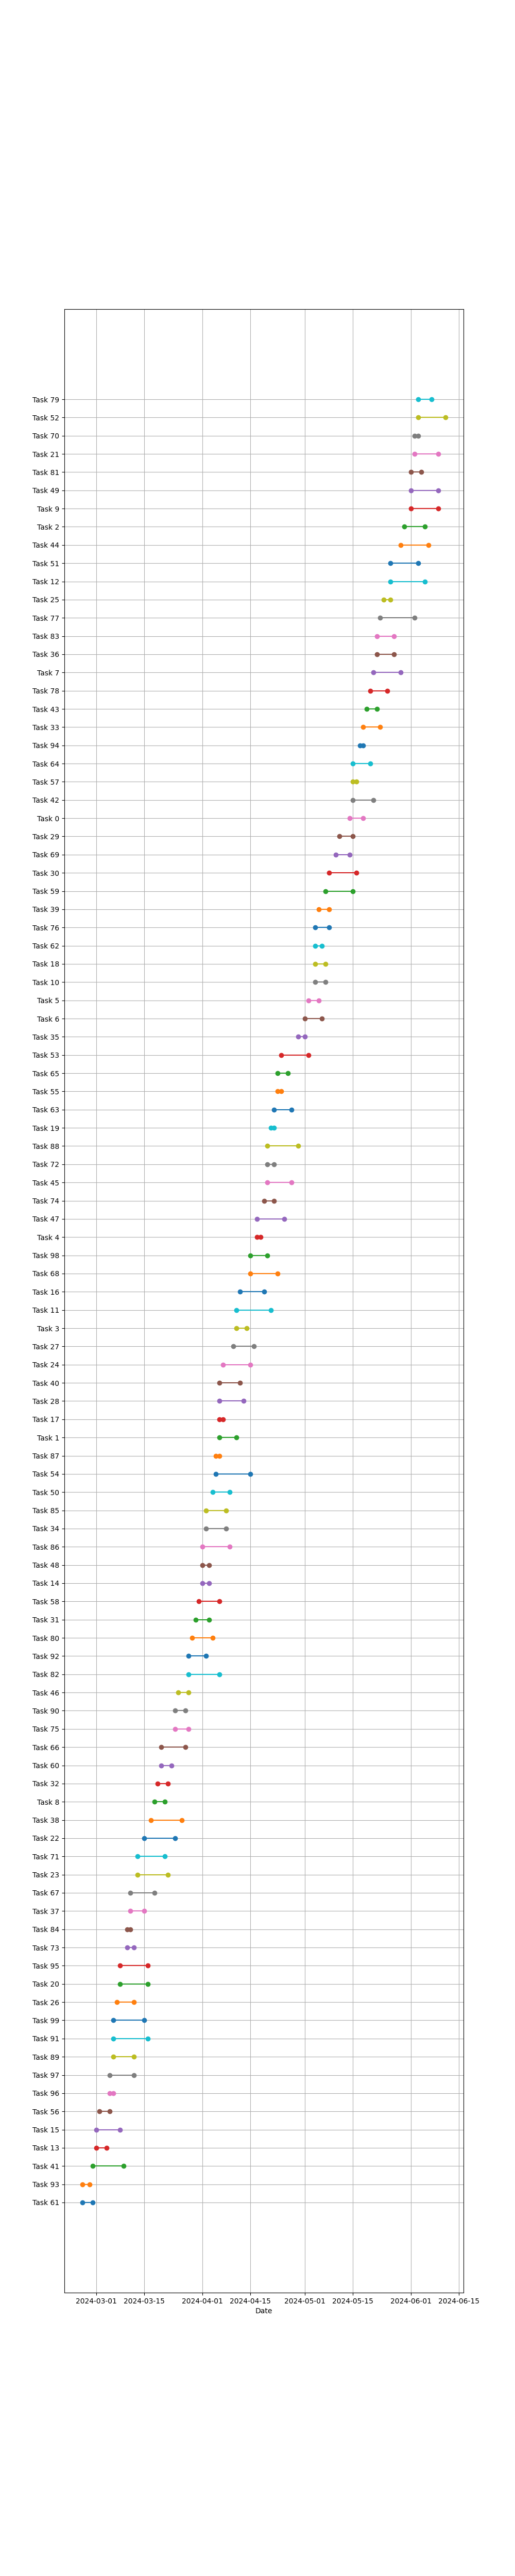 Task 79
Task 52
Task 70
Task 21
Task 81
Task 49
Task 9
Task 2
Task 44
Task 51
Task 12
Task 25
Task 77
Task 83
Task 36
Task 7
Task 78
Task 43
Task 33
Task 94
Task 64
Task 57
Task 42
Task 0
Task 29
Task 69
Task 30
Task 59
Task 39
Task 76
Task 62
Task 18
Task 10
Task 5
Task 6
Task 35
Task 53
Task 65
Task 55
Task 63
Task 19
Task 88
Task 72
Task 45
Task 74
Task 47
Task 4
Task 98
Task 68
Task 16
Task 11
Task 3
Task 27
Task 24
Task 40
Task 28
Task 17
Task 1
Task 87
Task 54
Task 50
Task 85
Task 34
Task 86
Task 48
Task 14
Task 58
Task 31
Task 80
Task 92
Task 82
Task 46
Task 90
Task 75
Task 66
Task 60
Task 32
Task 8
Task 38
Task 22
Task 71
Task 23
Task 67
Task 37
Task 84
Task 73
Task 95
Task 20
Task 26
Task 99
Task 91
Task 89
Task 97
Task 96
Task 56
Task 15
Task 13
Task 41
Task 93
Task 61
2024-03-01 2024-03-15 2024-04-01 2024-04-15 2024-05-01 2024-05-15 2024-06-01 2024-06-15
Date